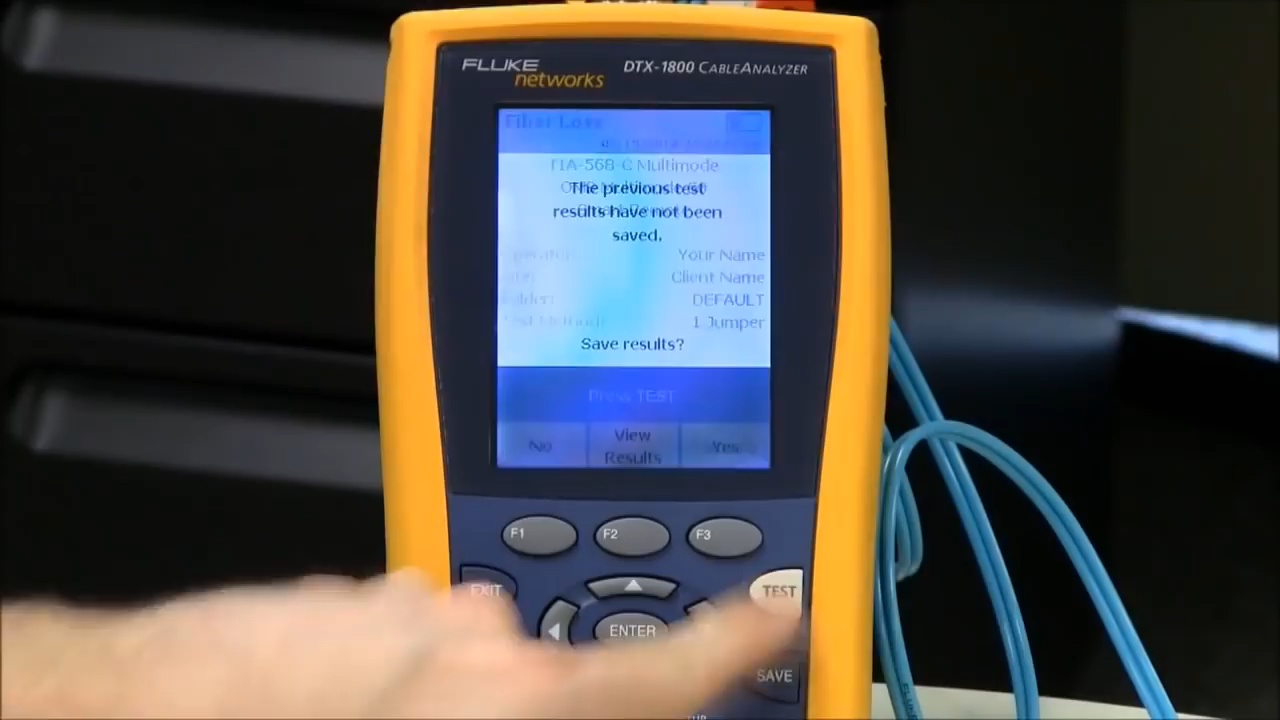 FLUKE
networks
DTX-1800 CABLEANALYZER
Fiber Loss
TIA-568-C Multimode
The previous test
results have not been
saved.
Your Name
Client Name
DEFAULT
1 Jumper
Save results?
Press TEST
No
View
Results
Yes
F1
F2
F3
EXIT
TEST
ENTER
SAVE